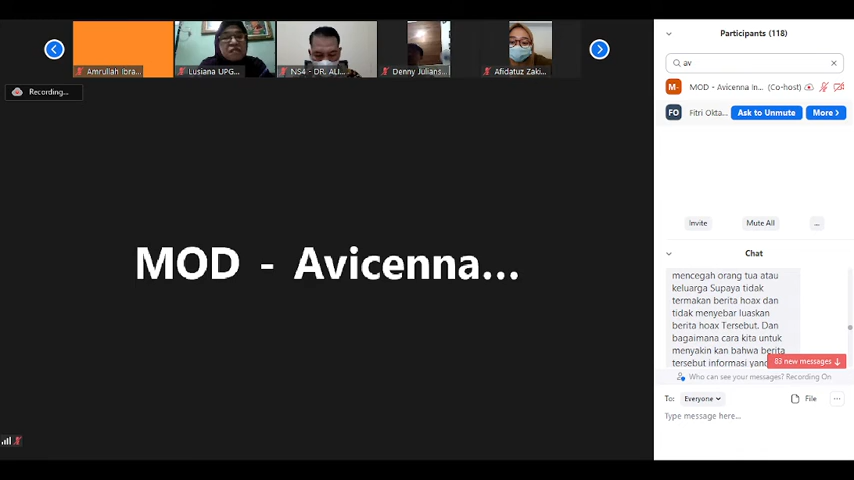 Amrullah Ibra...
Lusiana UPG...
NS4 - DR. ALI...
Denny Julians...
Afidatuz Zaki...
Recording...
MOD - Avicenna...
Participants (118)
av
M-
MOD - Avicenna In... (Co-host)
FO
Fitri Okta...
Ask to Unmute
More >
Invite
Mute All
...
Chat
mencegah orang tua atau
keluarga Supaya tidak
termakan berita hoax dan
tidak menyebar luaskan
berita hoax Tersebut. Dan
bagaimana cara kita untuk
menyakin kan bahwa berita
tersebut informasi yang
83 new messages
Who can see your messages? Recording On
To:
Everyone
File
...
Type message here...